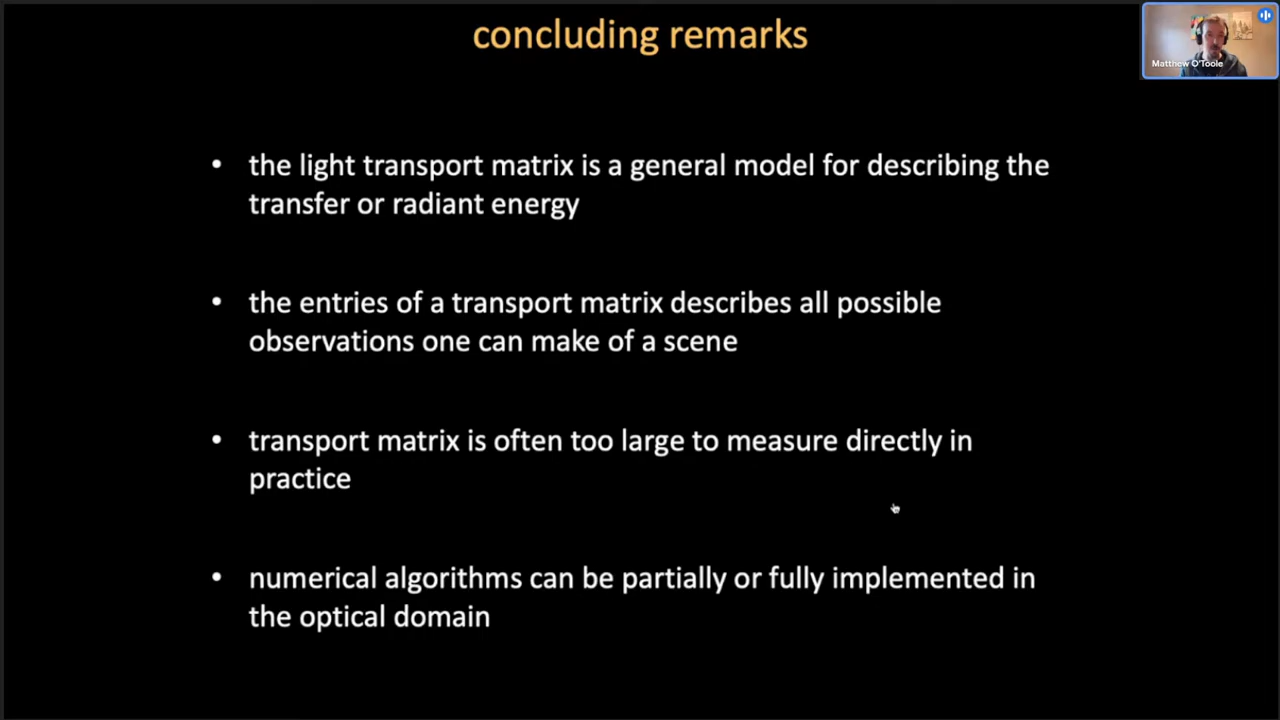 concluding remarks
Matthew O'Toole
• the light transport matrix is a general model for describing the
transfer or radiant energy
• the entries of a transport matrix describes all possible
observations one can make of a scene
• transport matrix is often too large to measure directly in
practice
• numerical algorithms can be partially or fully implemented in
the optical domain